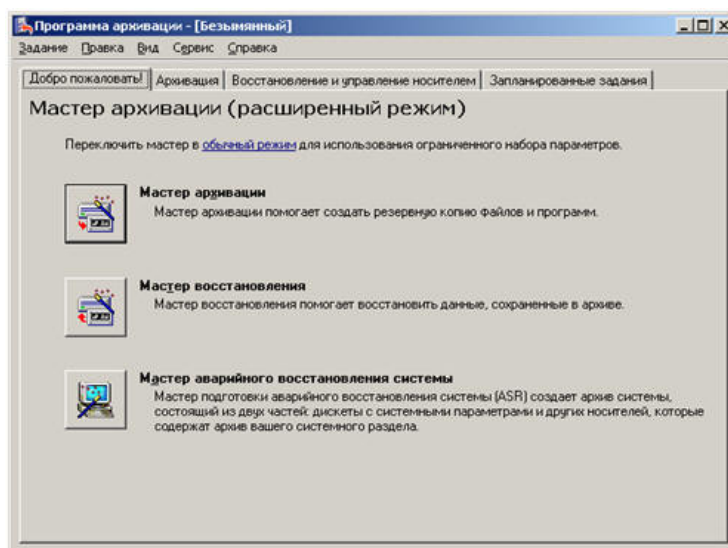 Программа архивации - [Безымянный]
Задание Правка Вид Сервис Справка
Добро пожаловать! Архивация Восстановление и управление носителем Запланированные задания
Мастер архивации (расширенный режим)
Переключить мастер в обычный режим для использования ограниченного набора параметров.
Мастер архивации
Мастер архивации помогает создать резервную копию файлов и программ.
Мастер восстановления
Мастер восстановления помогает восстановить данные, сохраненные в архиве.
Мастер аварийного восстановления системы
Мастер подготовки аварийного восстановления системы (ASR) создает архив системы,
состоящий из двух частей: дискеты с системными параметрами и других носителей, которые
содержат архив вашего системного раздела.